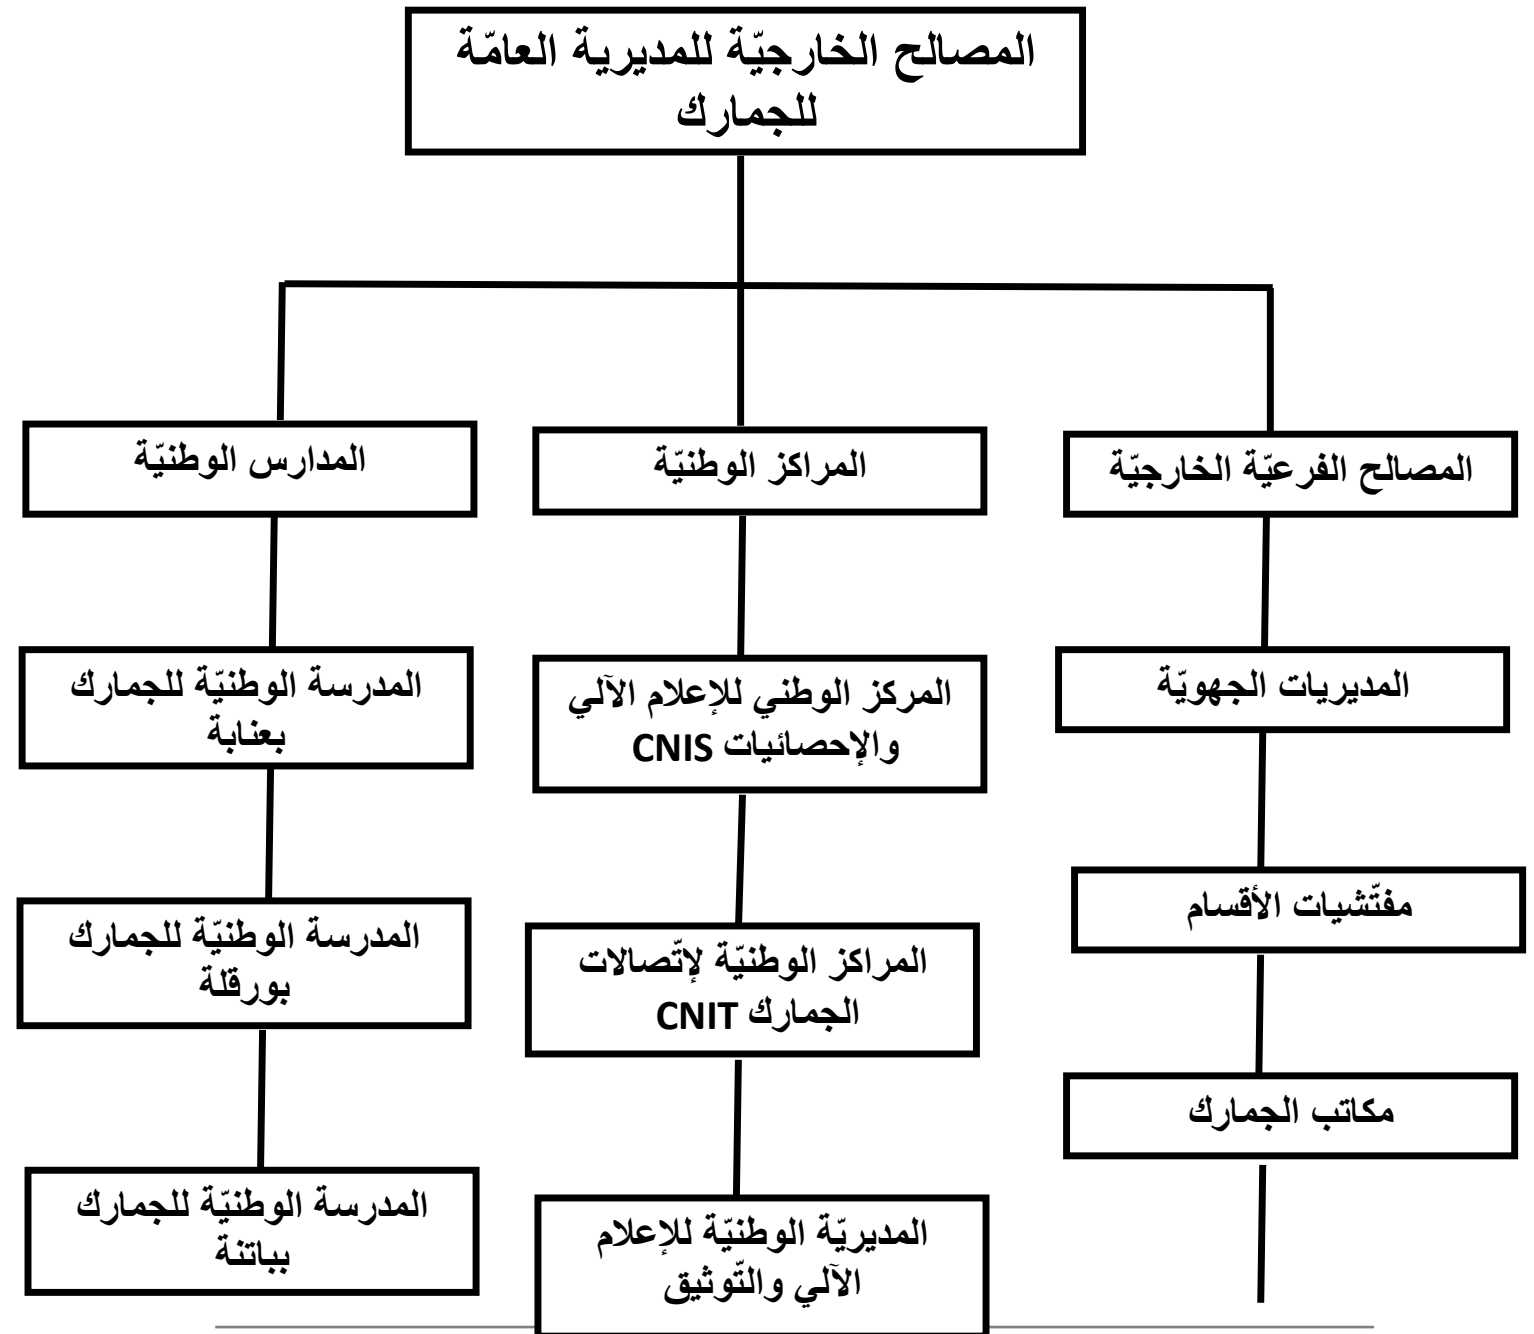 المصالح الخارجيّة للمديرية العامّة
للجمارك
المصالح الفرعيّة الخارجيّة
المراكز الوطنيّة
المدارس الوطنيّة
المديريات الجهويّة
المركز الوطني للإعلام الآلي
والإحصائيات CNIS
المدرسة الوطنيّة للجمارك
بعنابة
مفتّشيات الأقسام
المراكز الوطنيّة لإتّصالات
الجمارك CNIT
المدرسة الوطنيّة للجمارك
بورقلة
مكاتب الجمارك
المديريّة الوطنيّة للإعلام
الآلي والتّوثيق
المدرسة الوطنيّة للجمارك
بباتنة